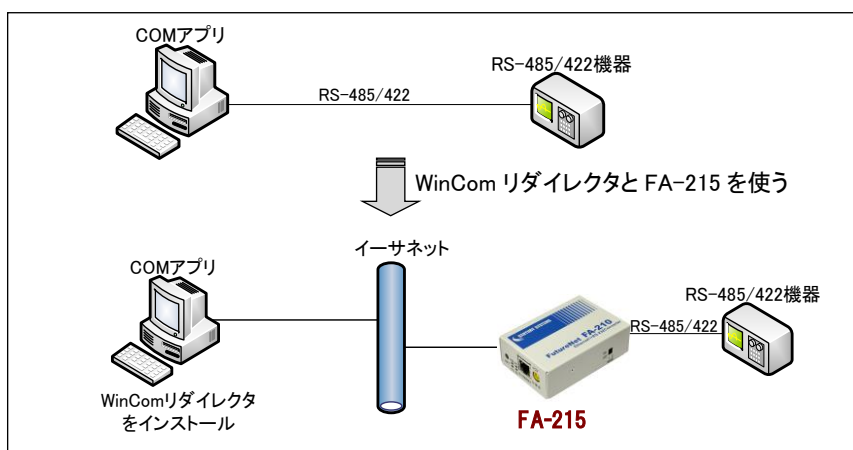 COMアプリ
RS-485/422機器
RS-485/422
WinCom リダイレクタと FA-215 を使う
イーサネット
COMアプリ
RS-485/422機器
RS-485/422
FutureNet FA-210
WinComリダイレクタ
をインストール
FA-215